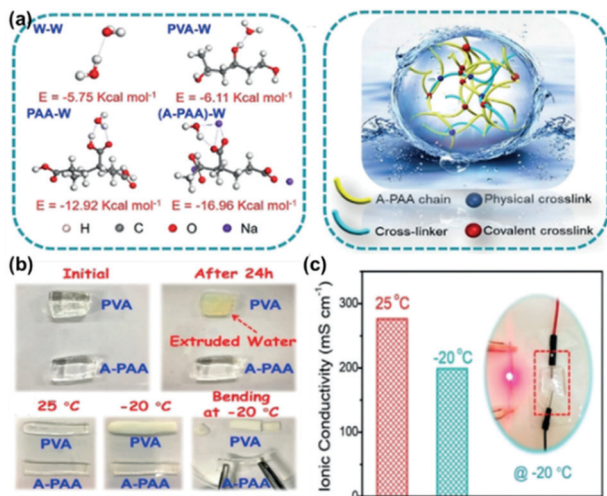 (a)
W-W
PVA-W
E = -5.75 Kcal mol⁻¹
E = -6.11 Kcal mol⁻¹
PAA-W
(A-PAA)-W
E = -12.92 Kcal mol⁻¹
E = -16.96 Kcal mol⁻¹
H C O Na
A-PAA chain
Physical crosslink
Cross-linker
Covalent crosslink
(b)
Initial
After 24h
PVA
PVA
Extruded Water
A-PAA
A-PAA
25 °C
-20 °C
Bending
at -20 °C
PVA
PVA
PVA
A-PAA
A-PAA
A-PAA
(c)
Ionic Conductivity (mS cm⁻¹)
300
200
100
0
25 °C
-20 °C
@ -20 °C